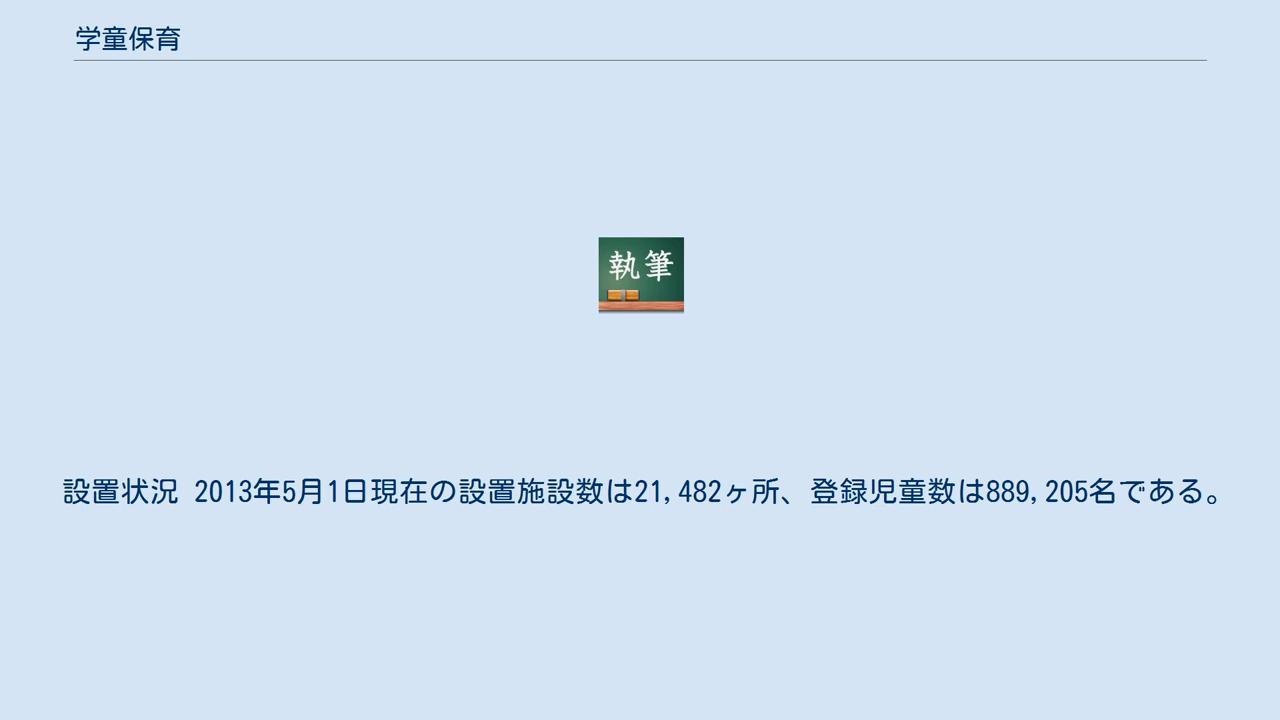 学童保育
執筆
設置状況 2013年5月1日現在の設置施設数は21,482ヶ所、登録児童数は889,205名である。